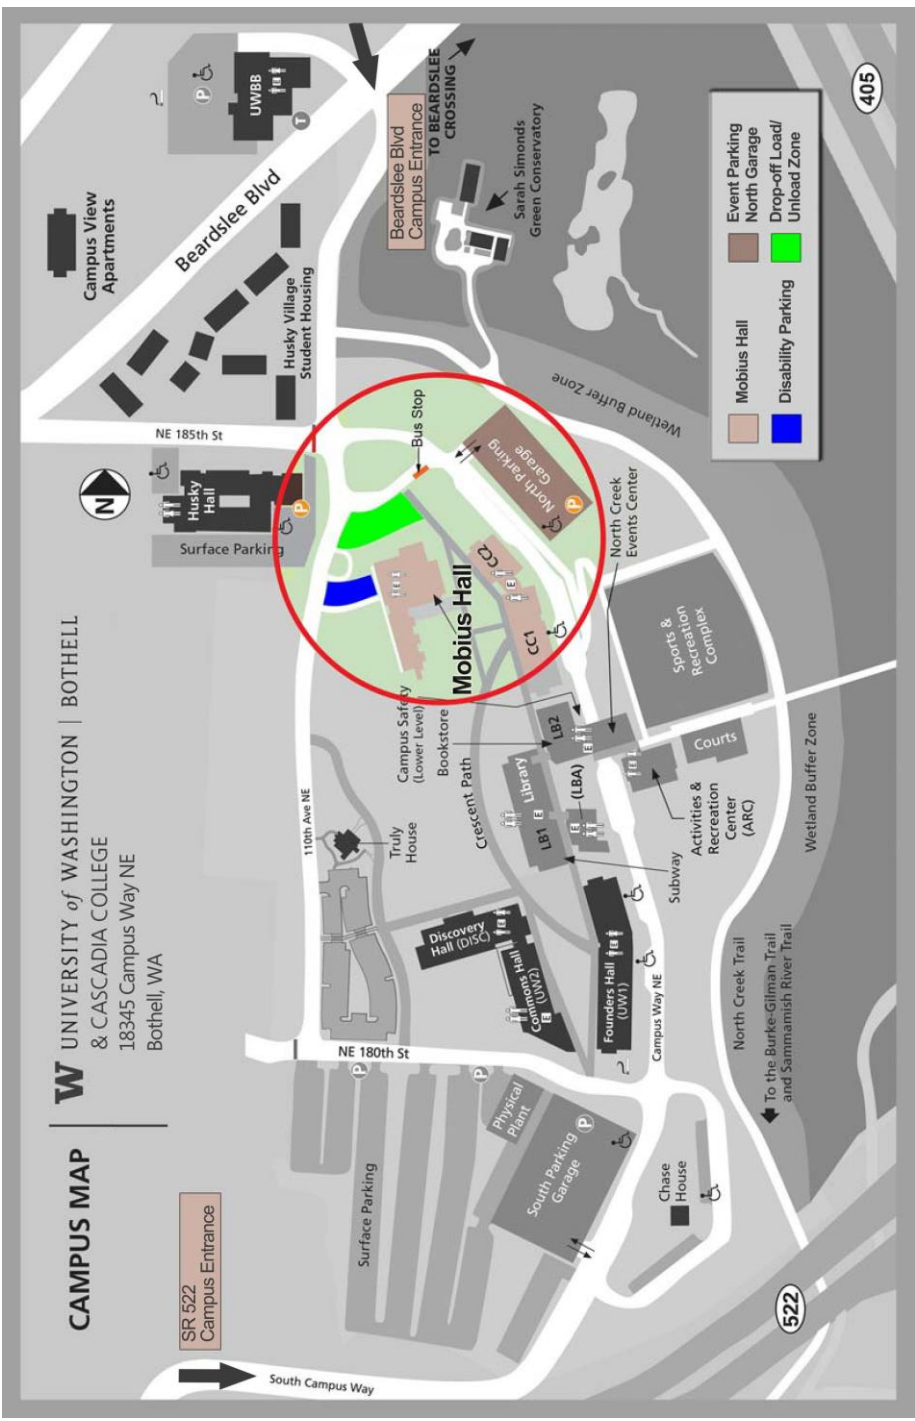 CAMPUS MAP
W
UNIVERSITY of WASHINGTON | BOTHELL
& CASCADIA COLLEGE
18345 Campus Way NE
Bothell, WA
SR 522
Campus Entrance
South Campus Way
Surface Parking
P
P
NE 180th St
Physical
Plant
South Parking
Garage
P
Chase
House
522
110th Ave NE
Truly
House
Discovery
Hall (DISC)
Commons Hall
(UW2)
E
E
Founders Hall
(UW1)
E
Campus Way NE
Subway
LB1
Library
E
(LBA)
E
LB2
E
Crescent Path
Bookstore
Campus Safety
(Lower Level)
Mobius Hall
E
CC1
E
CC2
Activities &
Recreation
Center
(ARC)
E
Courts
Sports &
Recreation
Complex
North Creek
Events Center
North Creek Trail
To the Burke-Gilman Trail
and Sammamish River Trail
Wetland Buffer Zone
Wetland Buffer Zone
N
Surface Parking
Husky
Hall
P
NE 185th St
Bus Stop
North Parking
Garage
P
Husky Village
Student Housing
Campus View
Apartments
Beardslee Blvd
UWBB
E
P
T
Beardslee Blvd
Campus Entrance
TO BEARDSLEE
CROSSING
Sarah Simonds
Green Conservatory
405
Mobius Hall
Event Parking
North Garage
Disability Parking
Drop-off Load/
Unload Zone